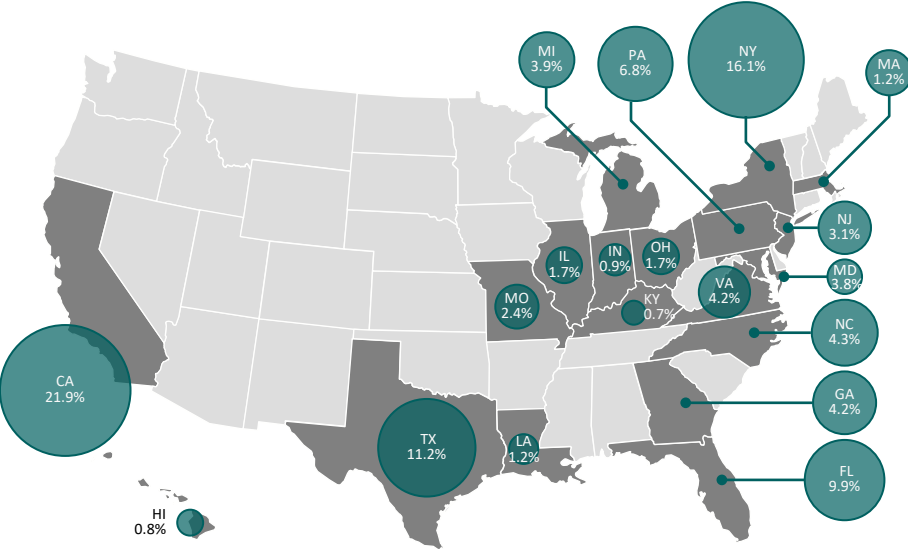 MI
3.9%
PA
6.8%
NY
16.1%
MA
1.2%
NJ
3.1%
IL
1.7%
IN
0.9%
OH
1.7%
MD
3.8%
VA
4.2%
MO
2.4%
KY
0.7%
NC
4.3%
CA
21.9%
GA
4.2%
TX
11.2%
LA
1.2%
FL
9.9%
HI
0.8%